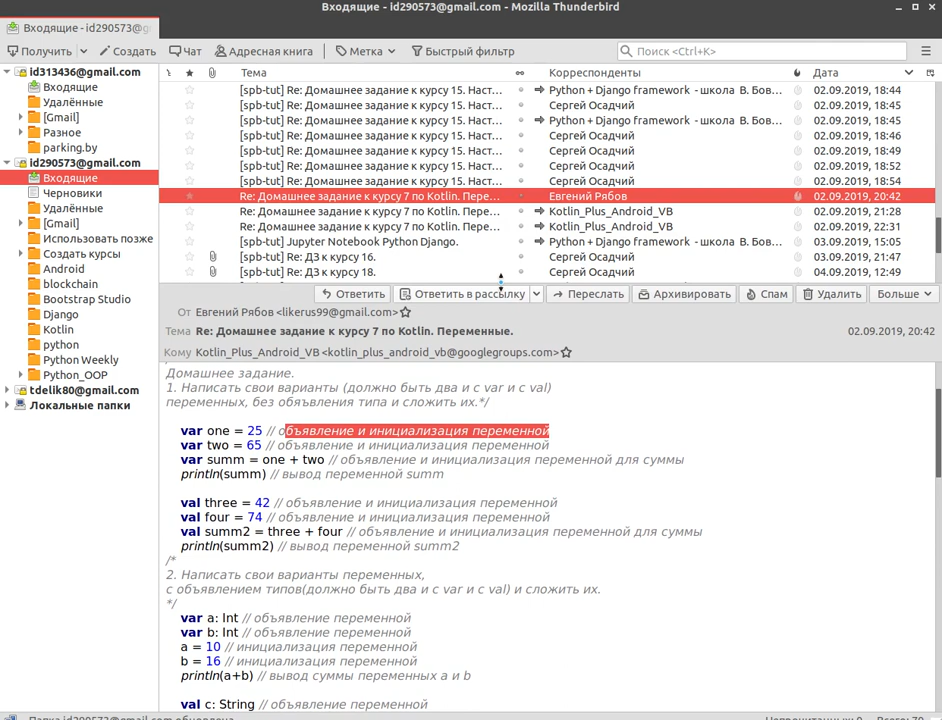 Входящие - id290573@gmail.com - Mozilla Thunderbird
Входящие - id290573@g
Получить Создать Чат Адресная книга Метка Быстрый фильтр Поиск <Ctrl+K>
Тема Корреспонденты Дата
id313436@gmail.com
Входящие
Удалённые
[Gmail]
Разное
parking.by
id290573@gmail.com
Входящие
Черновики
Удалённые
[Gmail]
Использовать позже
Создать курсы
Android
blockchain
Bootstrap Studio
Django
Kotlin
python
Python Weekly
Python_OOP
tdelik80@gmail.com
Локальные папки
[spb-tut] Re: Домашнее задание к курсу 15. Наст... Python + Django framework - школа В. Бов... 02.09.2019, 18:44
[spb-tut] Re: Домашнее задание к курсу 15. Наст... Сергей Осадчий 02.09.2019, 18:45
[spb-tut] Re: Домашнее задание к курсу 15. Наст... Python + Django framework - школа В. Бов... 02.09.2019, 18:45
[spb-tut] Re: Домашнее задание к курсу 15. Наст... Сергей Осадчий 02.09.2019, 18:46
[spb-tut] Re: Домашнее задание к курсу 15. Наст... Сергей Осадчий 02.09.2019, 18:49
[spb-tut] Re: Домашнее задание к курсу 15. Наст... Сергей Осадчий 02.09.2019, 18:52
[spb-tut] Re: Домашнее задание к курсу 15. Наст... Сергей Осадчий 02.09.2019, 18:54
Re: Домашнее задание к курсу 7 по Kotlin. Пере... Евгений Рябов 02.09.2019, 20:42
Re: Домашнее задание к курсу 7 по Kotlin. Пере... Kotlin_Plus_Android_VB 02.09.2019, 21:28
Re: Домашнее задание к курсу 7 по Kotlin. Пере... Kotlin_Plus_Android_VB 02.09.2019, 22:31
[spb-tut] Jupyter Notebook Python Django. Python + Django framework - школа В. Бов... 03.09.2019, 15:05
[spb-tut] Re: ДЗ к курсу 16. Сергей Осадчий 03.09.2019, 21:47
[spb-tut] Re: ДЗ к курсу 18. Сергей Осадчий 04.09.2019, 12:49
Ответить Ответить в рассылку Переслать Архивировать Спам Удалить Больше
От Евгений Рябов <likerus99@gmail.com>
Тема Re: Домашнее задание к курсу 7 по Kotlin. Переменные. 02.09.2019, 20:42
Кому Kotlin_Plus_Android_VB <kotlin_plus_android_vb@googlegroups.com>
Домашнее задание.
1. Написать свои варианты (должно быть два и с var и с val)
переменных, без обяъвления типа и сложить их.*/
var one = 25 // объявление и инициализация переменной
var two = 65 // объявление и инициализация переменной
var summ = one + two // объявление и инициализация переменной для суммы
println(summ) // вывод переменной summ
val three = 42 // объявление и инициализация переменной
val four = 74 // объявление и инициализация переменной
val summ2 = three + four // объявление и инициализация переменной для суммы
println(summ2) // вывод переменной summ2
/*
2. Написать свои варианты переменных,
с объявлением типов(должно быть два и с var и с val) и сложить их.
*/
var a: Int // объявление переменной
var b: Int // объявление переменной
a = 10 // инициализация переменной
b = 16 // инициализация переменной
println(a+b) // вывод суммы переменных a и b
val c: String // объявление переменной